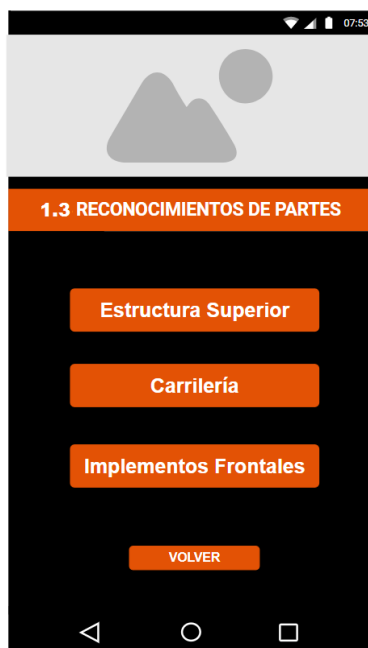 07:53
1.3 RECONOCIMIENTOS DE PARTES
Estructura Superior
Carrilería
Implementos Frontales
VOLVER